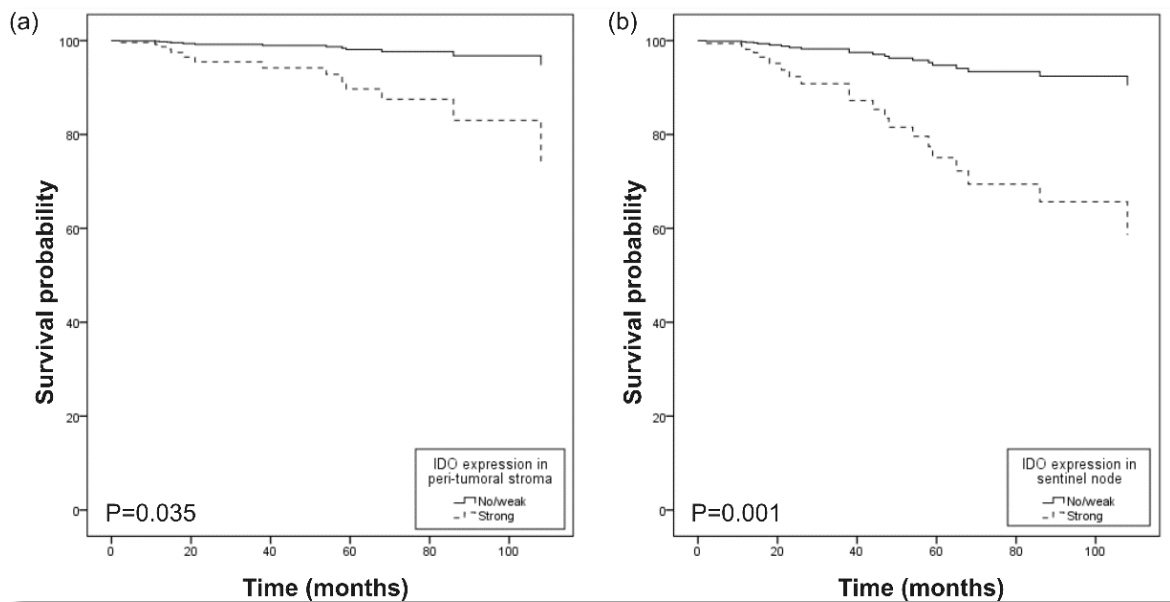 (a)
100
80
60
40
20
0
Survival probability
IDO expression in
peri-tumoral stroma
No/weak
Strong
P=0.035
0 20 40 60 80 100
Time (months)
(b)
100
80
60
40
20
0
Survival probability
IDO expression in
sentinel node
No/weak
Strong
P=0.001
0 20 40 60 80 100
Time (months)